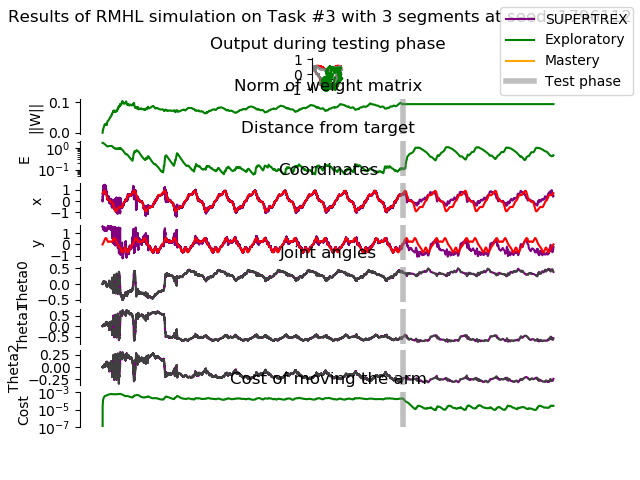 Results of RMHL simulation on Task #3 with 3 segments at
SUPERTREX
Exploratory
Mastery
Test phase
Output during testing phase
1
0
1
Norm of weight matrix
||W||
0.1
0.0
Distance from target
E
10⁰
10⁻¹
Coordinates
x
1
0
−1
y
1
0
−1
Joint angles
Theta0
0.5
−0.5
Theta1
0.5
0.0
−0.5
Theta2
0.25
0.00
−0.25
Cost of moving the arm
Cost
10⁻³
10⁻⁵
10⁻⁷